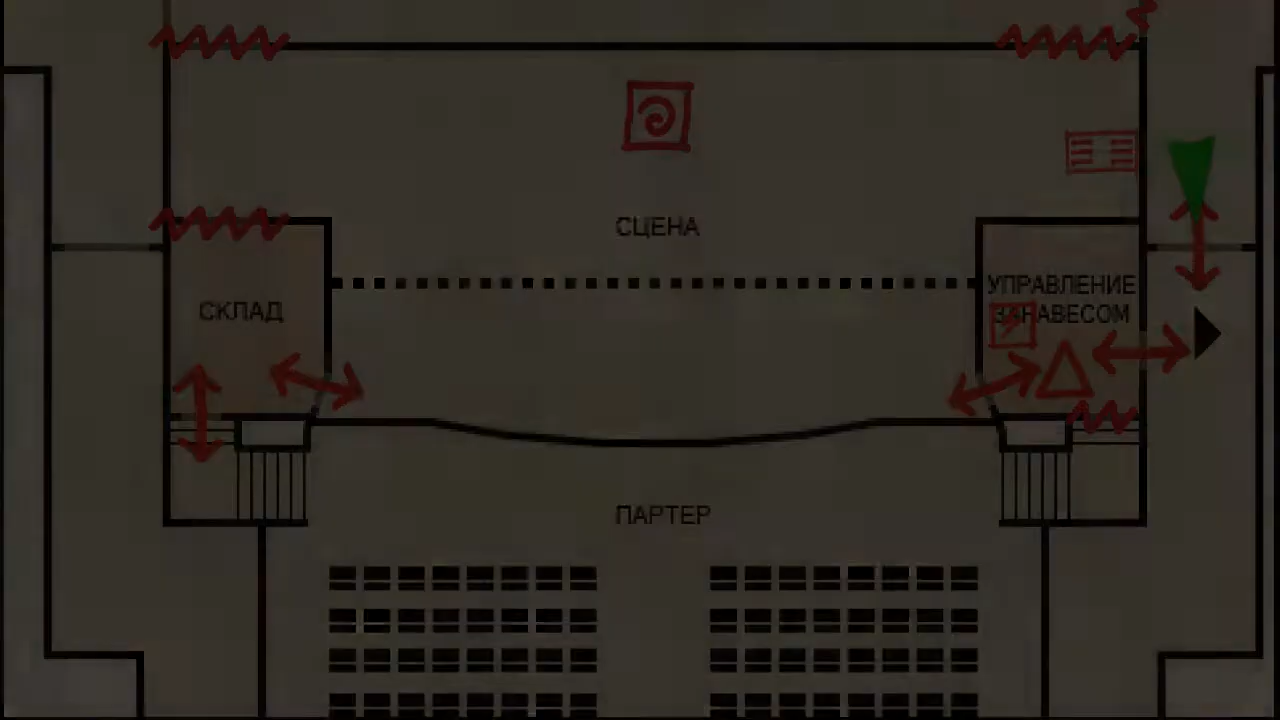 СЦЕНА
СКЛАД
УПРАВЛЕНИЕ
ЗАНАВЕСОМ
ПАРТЕР